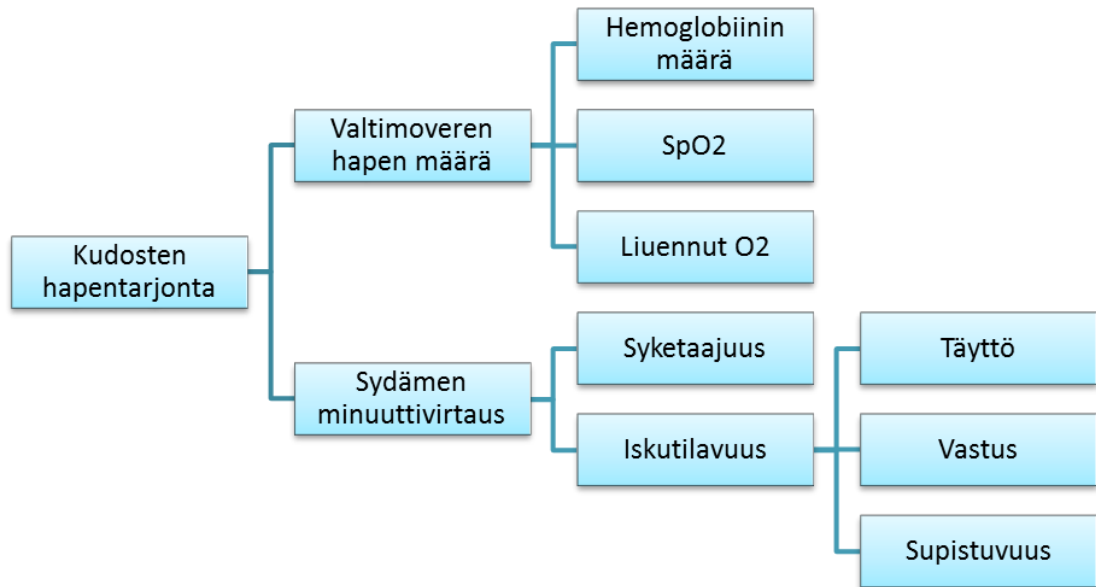 Kudosten
hapentarjonta
Valtimoveren
hapen määrä
Hemoglobiinin
määrä
SpO2
Liuennut O2
Sydämen
minuuttivirtaus
Syketaajuus
Iskutilavuus
Täyttö
Vastus
Supistuvuus